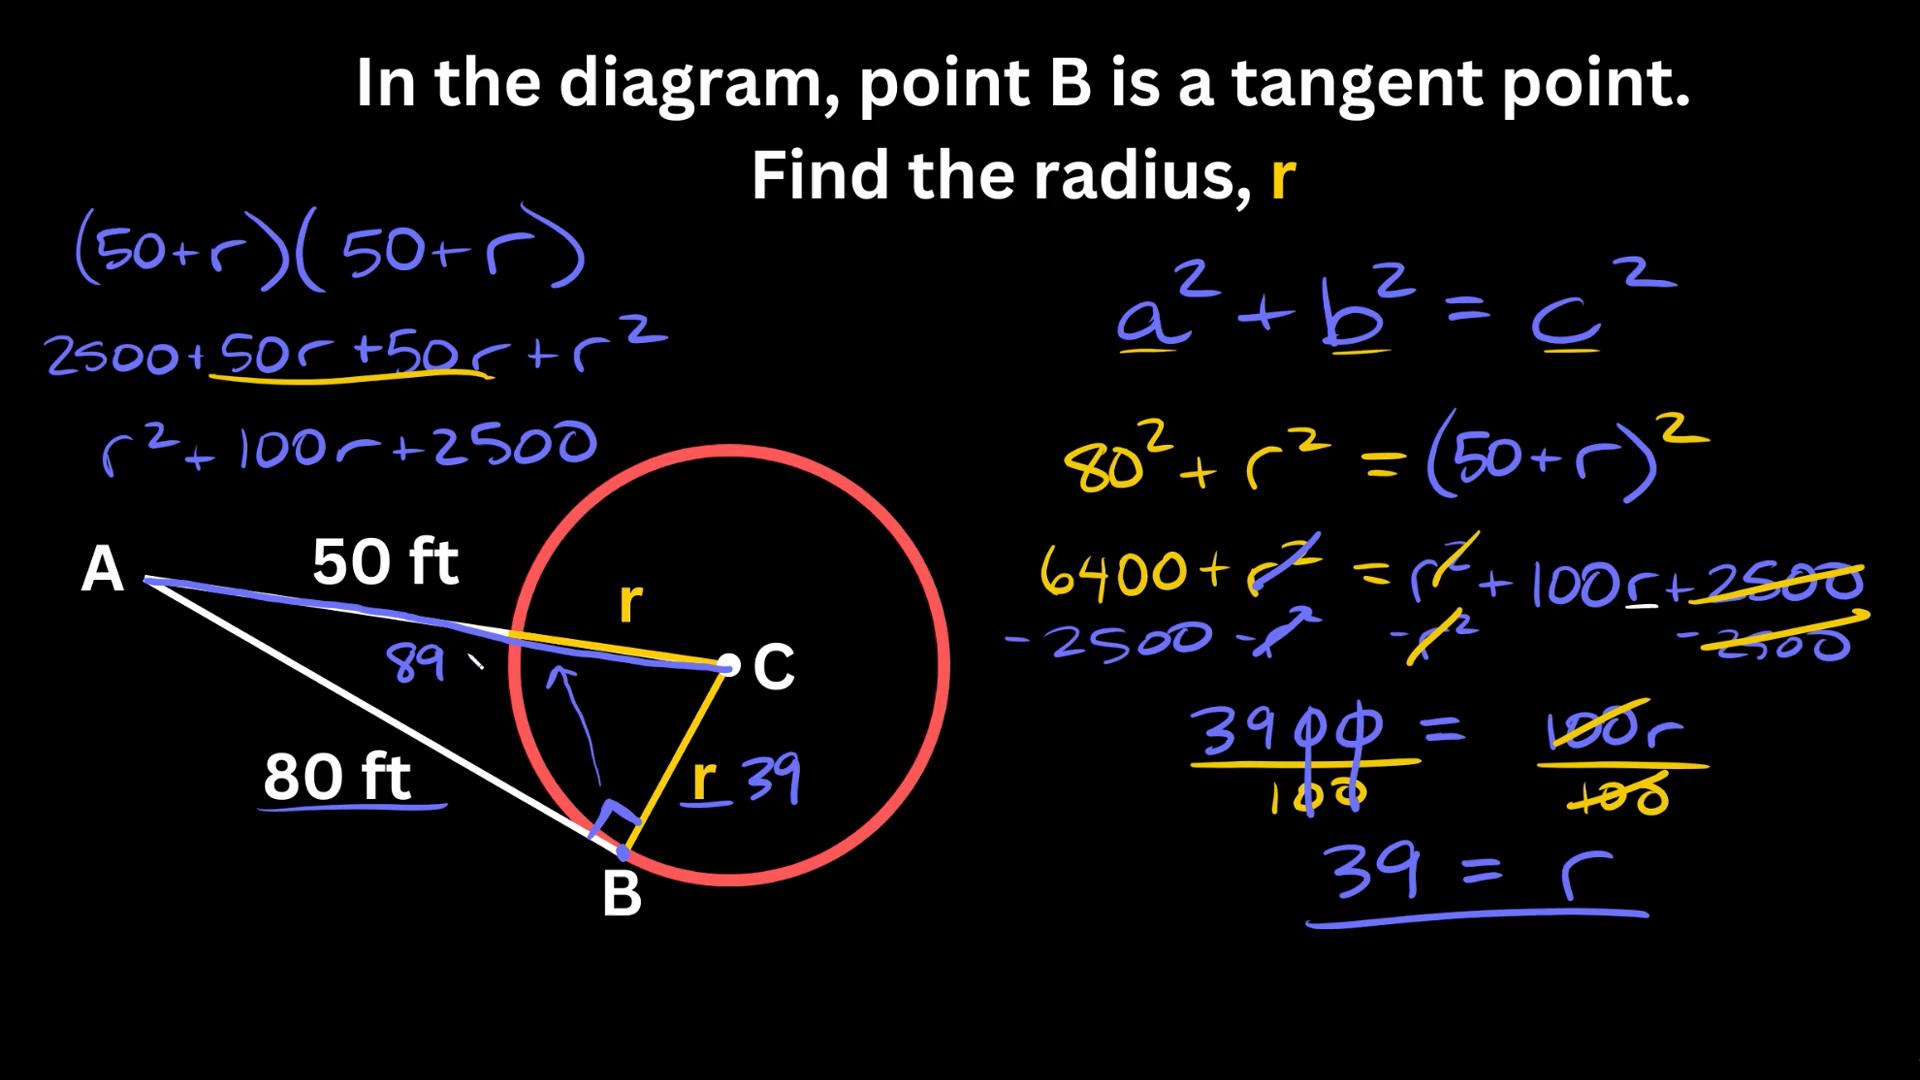 In the diagram, point B is a tangent point.
Find the radius, r
(50+r)(50+r)
2500+50r+50r+r²
r²+100r+2500
A
50 ft
r
89
C
80 ft
r 39
B
a²+b²=c²
80²+r²=(50+r)²
6400+r²=r²+100r+2500
-2500 -r² -r² -2500
3900 = 100r
100 100
39 = r